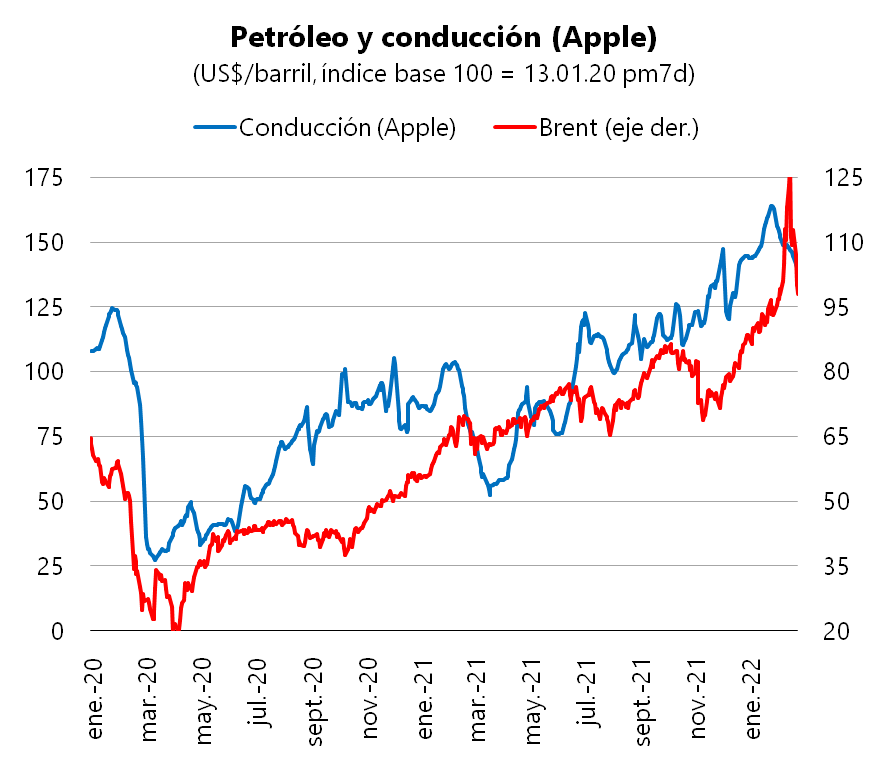 Petróleo y conducción (Apple)
(US$/barril, índice base 100 = 13.01.20 pm7d)
Conducción (Apple) Brent (eje der.)
175 125
150 110
125 95
100 80
75 65
50 50
25 35
0 20
ene.-20 mar.-20 may.-20 jul.-20 sept.-20 nov.-20 ene.-21 mar.-21 may.-21 jul.-21 sept.-21 nov.-21 ene.-22